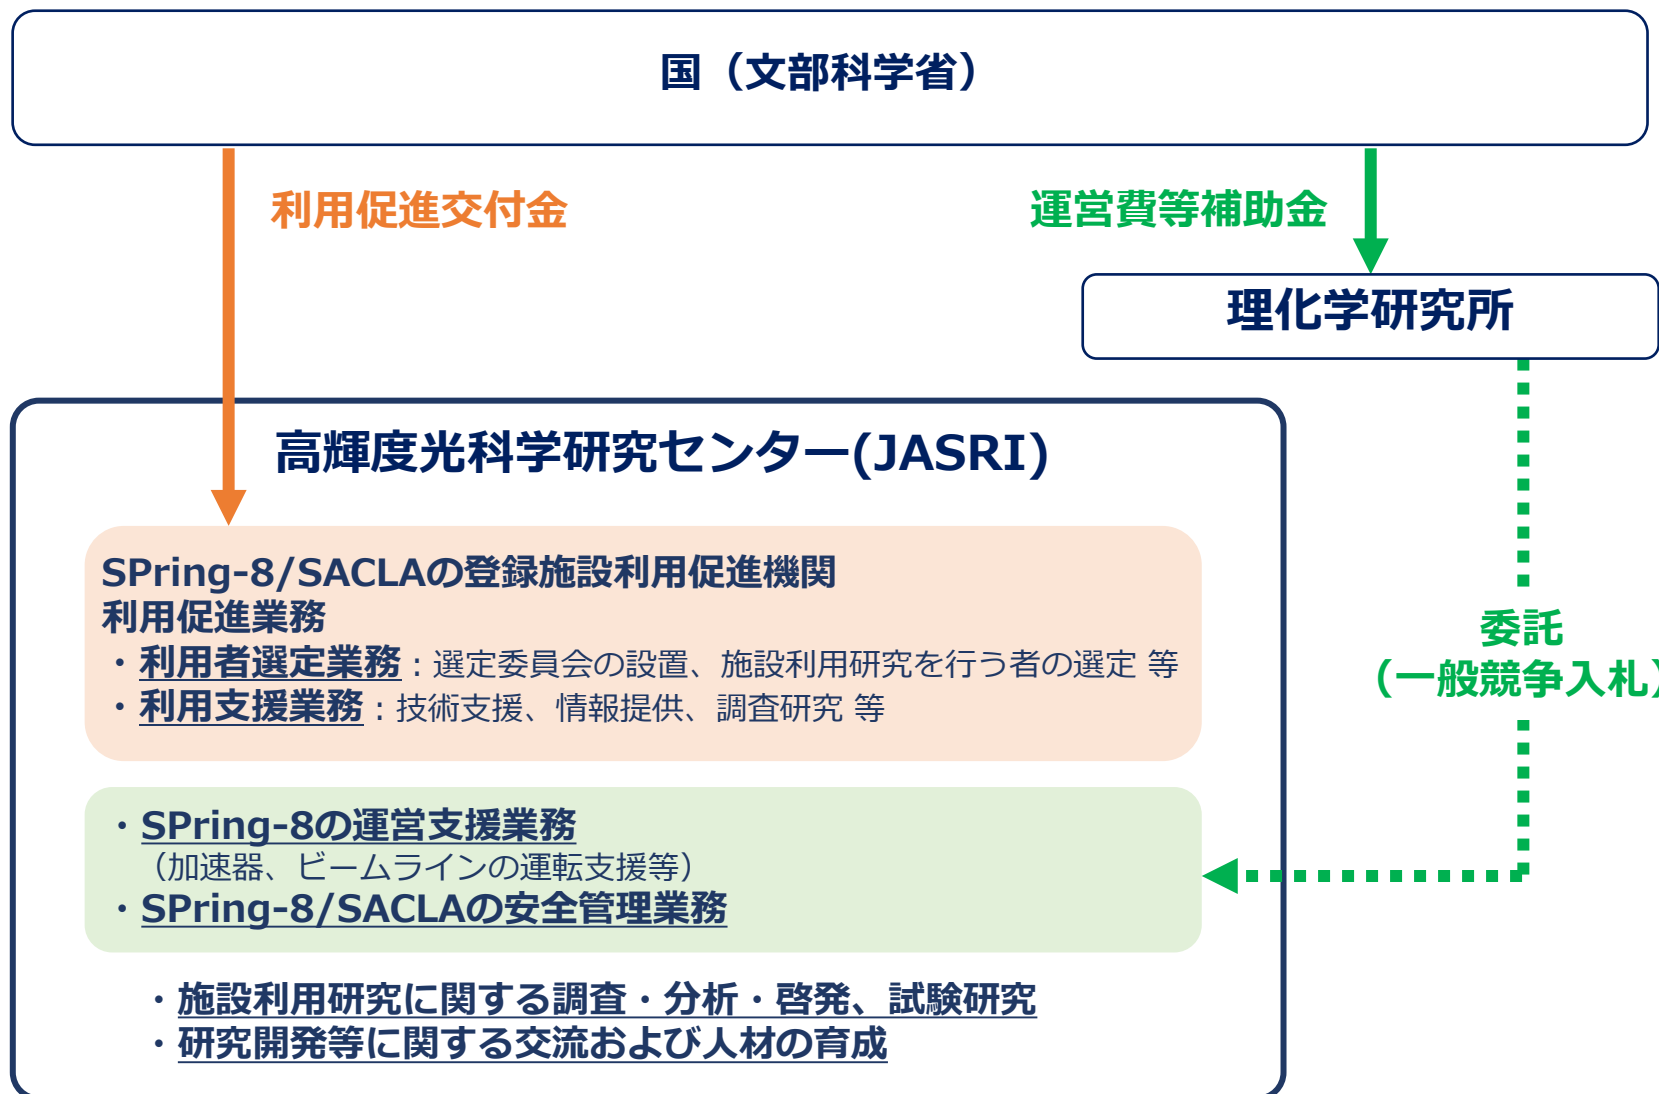 国（文部科学省）
利用促進交付金
運営費等補助金
理化学研究所
高輝度光科学研究センター(JASRI)
SPring-8/SACLAの登録施設利用促進機関
利用促進業務
・利用者選定業務：選定委員会の設置、施設利用研究を行う者の選定 等
・利用支援業務：技術支援、情報提供、調査研究 等
委託
（一般競争入札）
・SPring-8の運営支援業務
（加速器、ビームラインの運転支援等）
・SPring-8/SACLAの安全管理業務
・施設利用研究に関する調査・分析・啓発、試験研究
・研究開発等に関する交流および人材の育成